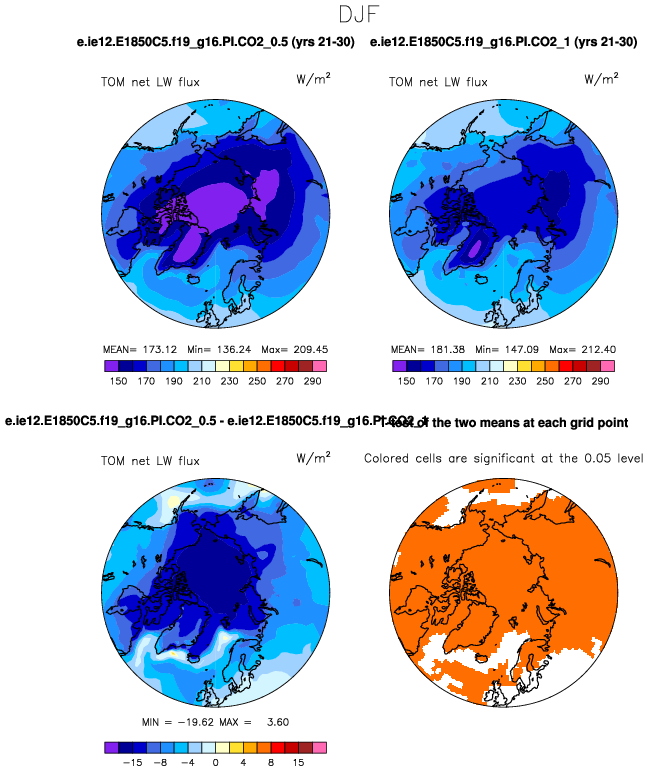 DJF
e.ie12.E1850C5.f19_g16.PI.CO2_0.5 (yrs 21-30)
e.ie12.E1850C5.f19_g16.PI.CO2_1 (yrs 21-30)
TOM net LW flux W/m²
TOM net LW flux W/m²
MEAN= 173.12 Min= 136.24 Max= 209.45
MEAN= 181.38 Min= 147.09 Max= 212.40
150 170 190 210 230 250 270 290
150 170 190 210 230 250 270 290
e.ie12.E1850C5.f19_g16.PI.CO2_0.5 - e.ie12.E1850C5.f19_g16.PI.CO2_1
T-test of the two means at each grid point
TOM net LW flux W/m²
Colored cells are significant at the 0.05 level
MIN = -19.62 MAX = 3.60
-15 -8 -4 0 4 8 15